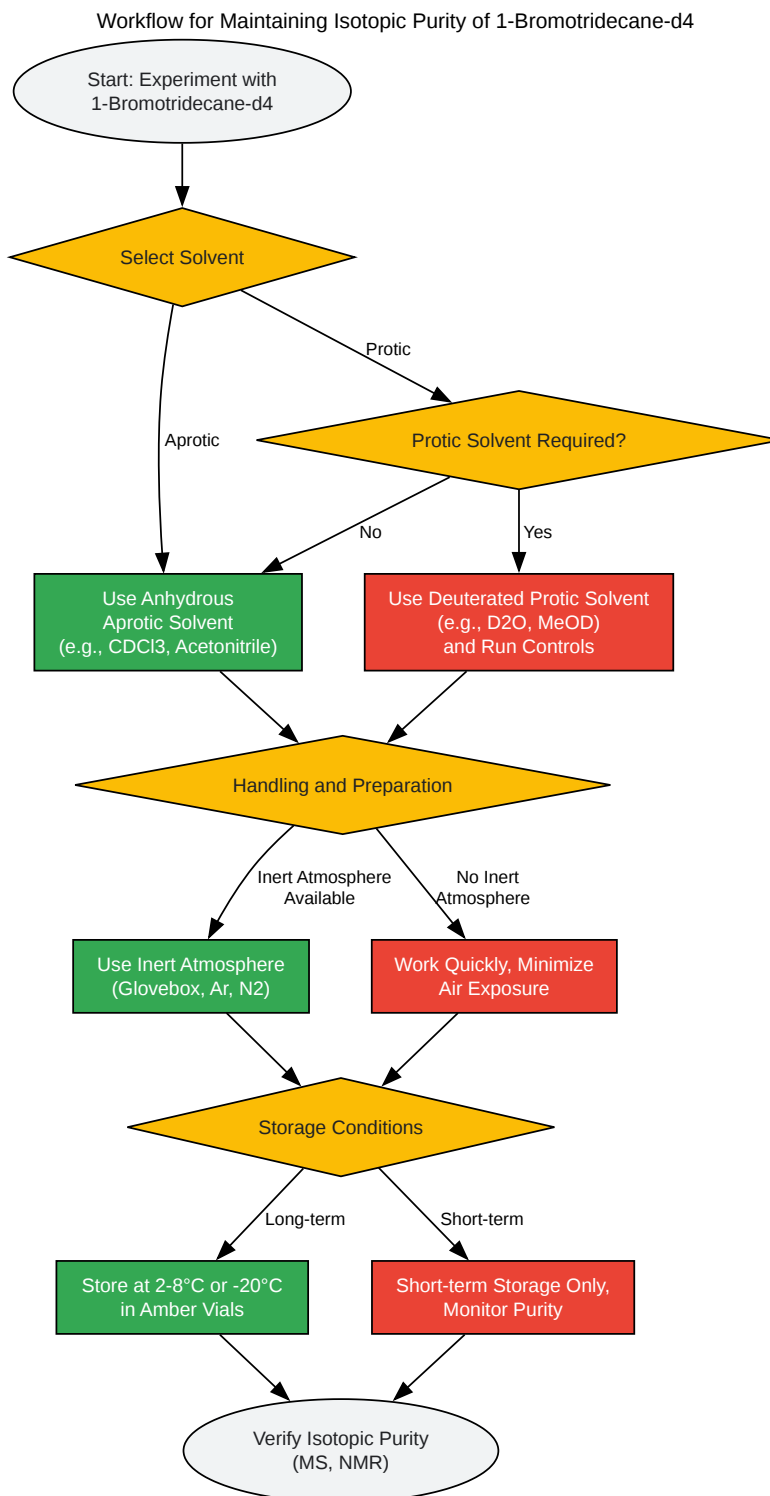 Workflow for Maintaining Isotopic Purity of 1-Bromotridecane-d4
Start: Experiment with
1-Bromotridecane-d4
Select Solvent
Protic
Aprotic
Protic Solvent Required?
No
Yes
Use Anhydrous
Aprotic Solvent
(e.g., CDCl3, Acetonitrile)
Use Deuterated Protic Solvent
(e.g., D2O, MeOD)
and Run Controls
Handling and Preparation
Inert Atmosphere
Available
No Inert
Atmosphere
Use Inert Atmosphere
(Glovebox, Ar, N2)
Work Quickly, Minimize
Air Exposure
Storage Conditions
Long-term
Short-term
Store at 2-8°C or -20°C
in Amber Vials
Short-term Storage Only,
Monitor Purity
Verify Isotopic Purity
(MS, NMR)